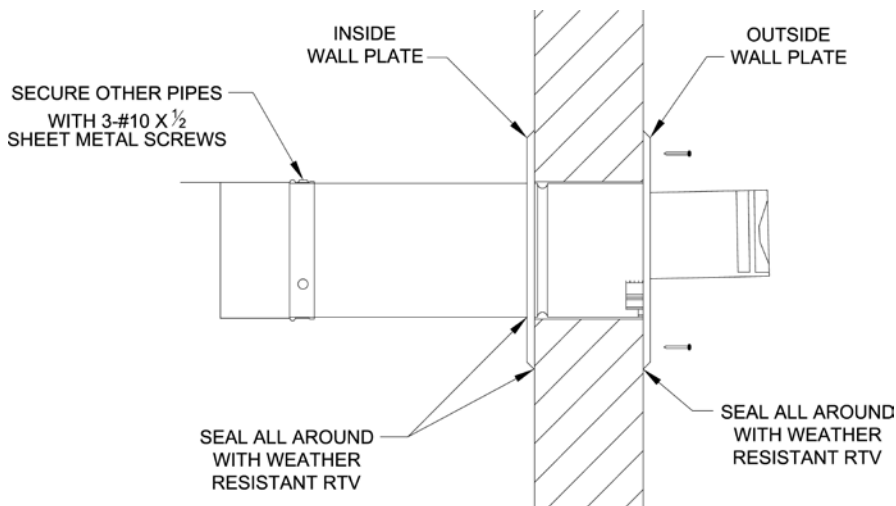 INSIDE
WALL PLATE
OUTSIDE
WALL PLATE
SECURE OTHER PIPES
WITH 3-#10 X ½
SHEET METAL SCREWS
SEAL ALL AROUND
WITH WEATHER
RESISTANT RTV
SEAL ALL AROUND
WITH WEATHER
RESISTANT RTV